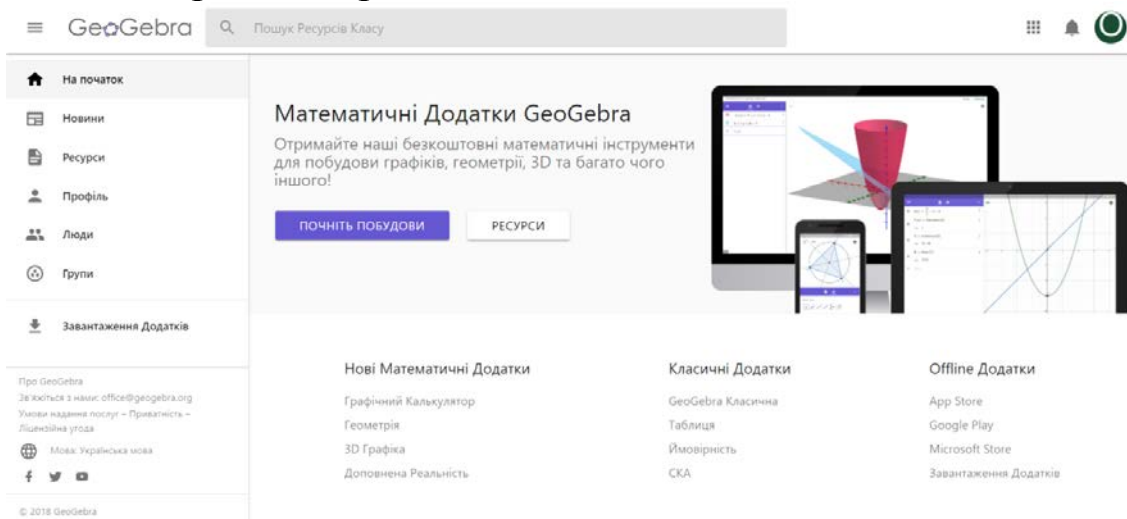 GeoGebra
Пошук Ресурсів Класу
На початок
Новини
Ресурси
Профіль
Люди
Групи
Завантаження Додатків
Про GeoGebra
Зв'яжіться з нами: office@geogebra.org
Умови надання послуг – Приватність –
Ліцензійна угода
Мова: Українська мова
© 2018 GeoGebra
Математичні Додатки GeoGebra
Отримайте наші безкоштовні математичні інструменти
для побудови графіків, геометрії, 3D та багато чого
іншого!
ПОЧНІТЬ ПОБУДОВИ
РЕСУРСИ
Нові Математичні Додатки
Графічний Калькулятор
Геометрія
3D Графіка
Доповнена Реальність
Класичні Додатки
GeoGebra Класична
Таблиця
Ймовірність
СКА
Offline Додатки
App Store
Google Play
Microsoft Store
Завантаження Додатків